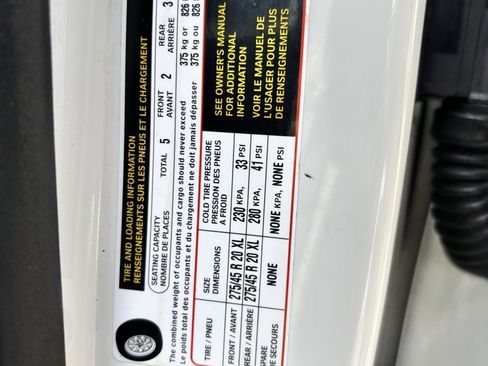 TIRE AND LOADING INFORMATION
RENSEIGNEMENTS SUR LES PNEUS ET LE CHARGEMENT
SEATING CAPACITY
NOMBRE DE PLACES
TOTAL 5
FRONT
AVANT 2
REAR
ARRIÈRE 3
The combined weight of occupants and cargo should never exceed 375 kg or 826
Le poids total des occupants et du chargement ne doit jamais dépasser 375 kg ou 826
TIRE / PNEU
SIZE
DIMENSIONS
COLD TIRE PRESSURE
PRESSION DES PNEUS
A FROID
FRONT / AVANT 275/45 R 20 XL 230 KPA, 33 PSI
REAR / ARRIÈRE 275/45 R 20 XL 280 KPA, 41 PSI
SPARE
DE SECOURS
NONE
NONE KPA, NONE PSI
SEE OWNER'S MANUAL
FOR ADDITIONAL
INFORMATION
VOIR LE MANUEL DE
L'USAGER POUR PLUS
DE RENSEIGNEMENTS